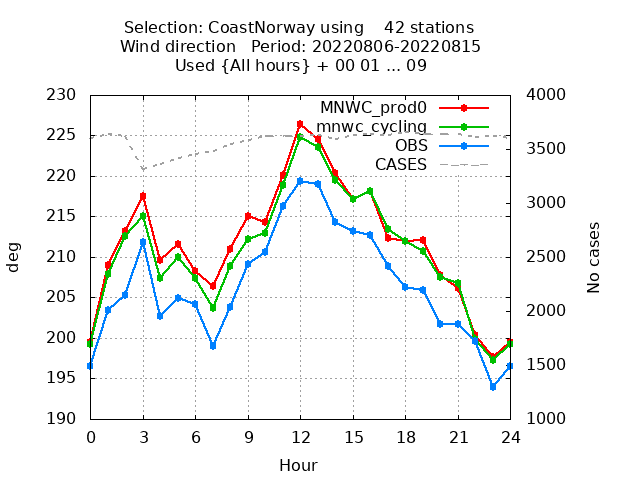 Selection: CoastNorway using    42 stations
Wind direction   Period: 20220806-20220815
Used {All hours} + 00 01 ... 09
230 4000
225 3500
220 3000
215 2500
210 2000
205 1500
200 1000
195
190
MNWC_prod0
mnwc_cycling
OBS
CASES
deg
No cases
0 3 6 9 12 15 18 21 24
Hour